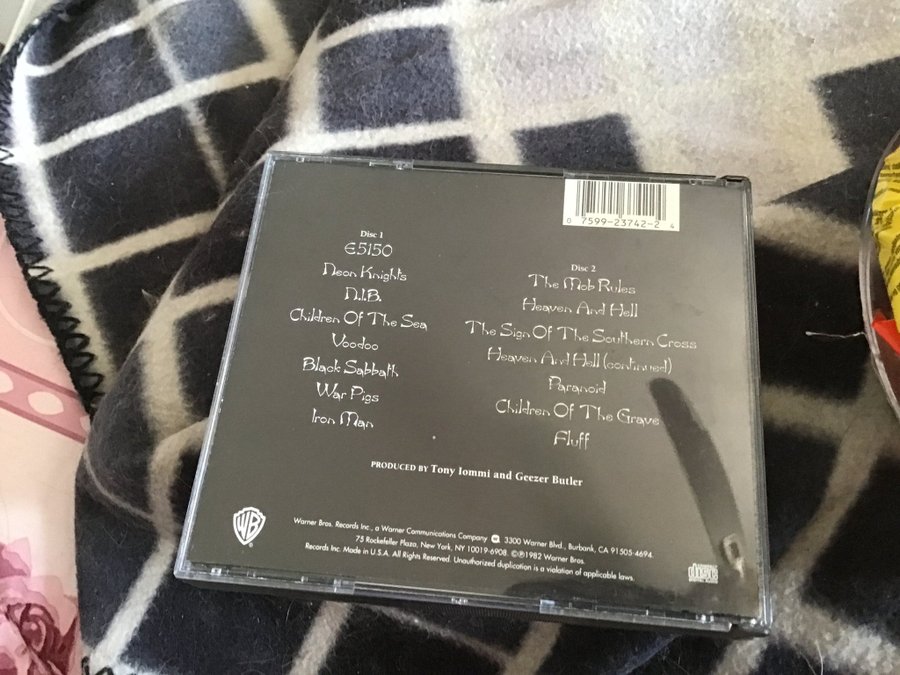 0 7599-23742-2 4
Disc 1
E5150
Neon Knights
N.I.B.
Children Of The Sea
Voodoo
Black Sabbath
War Pigs
Iron Man
Disc 2
The Mob Rules
Heaven And Hell
The Sign Of The Southern Cross
Heaven And Hell (continued)
Paranoid
Children Of The Grave
Fluff
PRODUCED BY Tony Iommi and Geezer Butler
WB
Warner Bros. Records Inc., a Warner Communications Company 3300 Warner Blvd., Burbank, CA 91505-4694.
75 Rockefeller Plaza, New York, NY 10019-6908. ©℗1982 Warner Bros.
Records Inc. Made in U.S.A. All Rights Reserved. Unauthorized duplication is a violation of applicable laws.